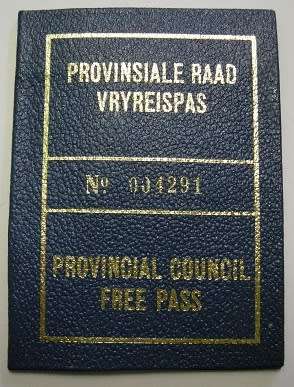 PROVINSIALE RAAD
VRYREISPAS
Nº 004291
PROVINCIAL COUNCIL
FREE PASS